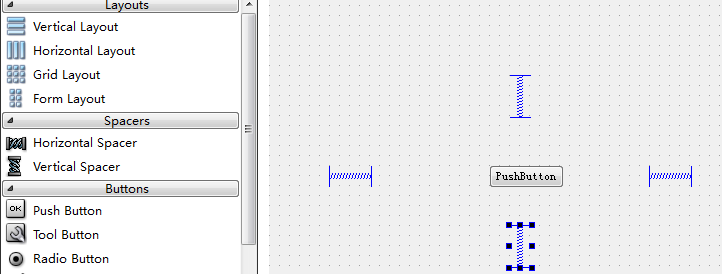 Layouts
Vertical Layout
Horizontal Layout
Grid Layout
Form Layout
Spacers
Horizontal Spacer
Vertical Spacer
Buttons
OK Push Button
Tool Button
Radio Button
PushButton